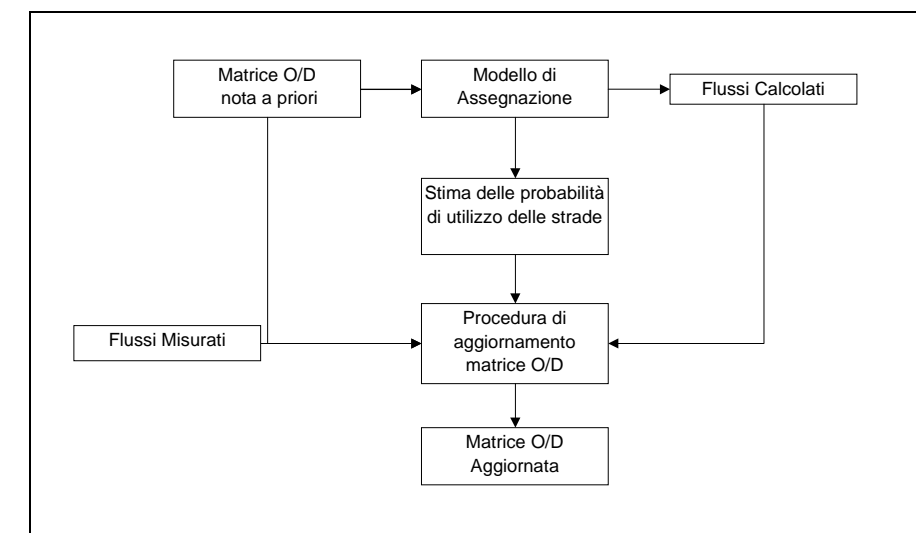 Matrice O/D
nota a priori
Modello di
Assegnazione
Flussi Calcolati
Stima delle probabilità
di utilizzo delle strade
Flussi Misurati
Procedura di
aggiornamento
matrice O/D
Matrice O/D
Aggiornata